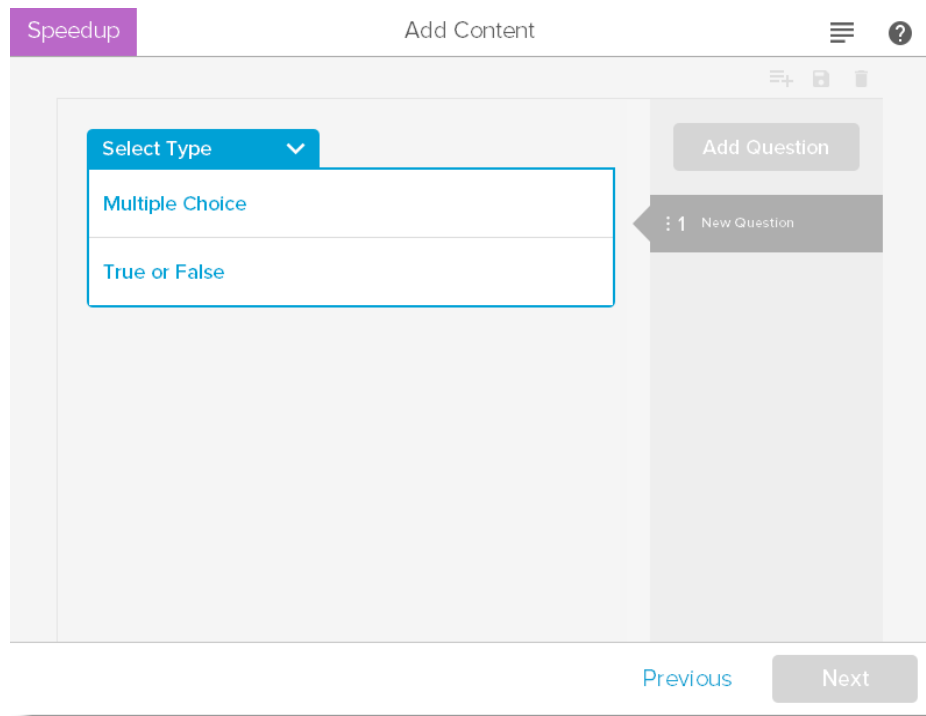 Speedup
Add Content
Select Type
Add Question
Multiple Choice
1 New Question
True or False
Previous
Next